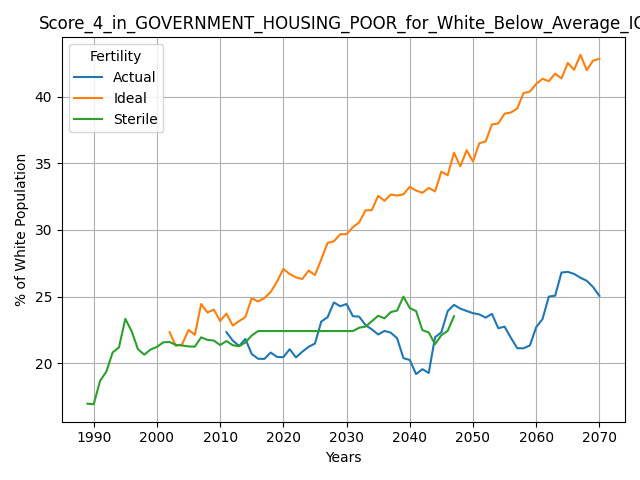 Score_4_in_GOVERNMENT_HOUSING_POOR_for_White_Below_Average_IQ
Fertility
Actual
Ideal
Sterile
% of White Population
40
35
30
25
20
1990 2000 2010 2020 2030 2040 2050 2060 2070
Years